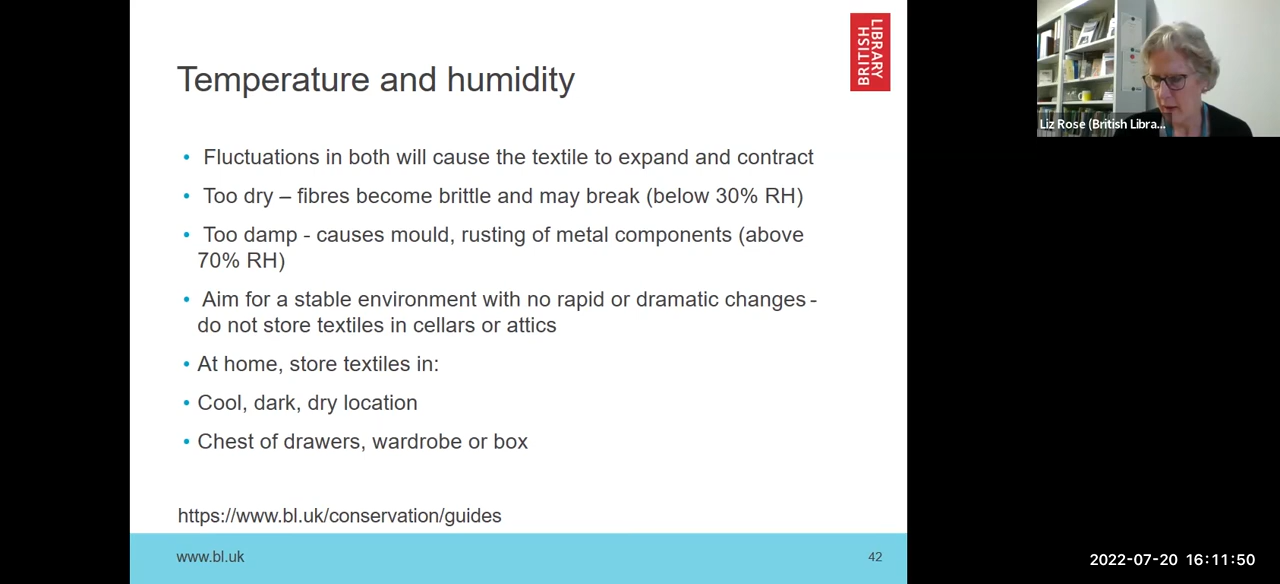 Temperature and humidity
LIBRARY
BRITISH
• Fluctuations in both will cause the textile to expand and contract
• Too dry – fibres become brittle and may break (below 30% RH)
• Too damp - causes mould, rusting of metal components (above
70% RH)
• Aim for a stable environment with no rapid or dramatic changes -
do not store textiles in cellars or attics
• At home, store textiles in:
• Cool, dark, dry location
• Chest of drawers, wardrobe or box
https://www.bl.uk/conservation/guides
www.bl.uk
42
Liz Rose (British Libra...
2022-07-20 16:11:50